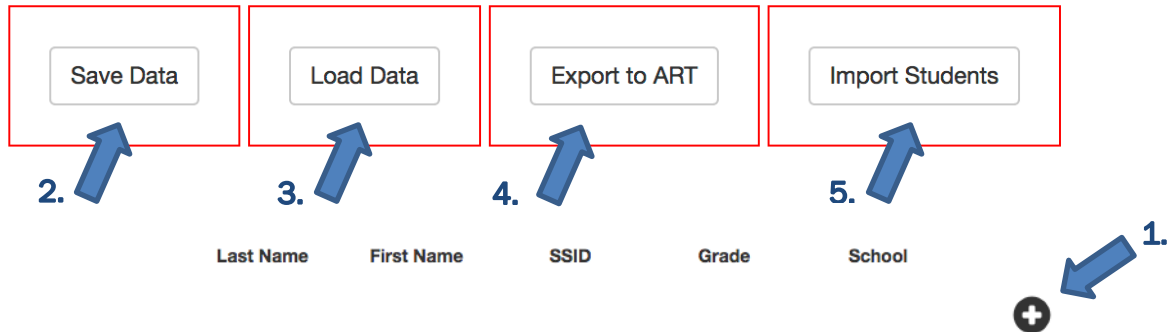 Save Data Load Data Export to ART Import Students
2. 3. 4. 5.
1.
Last Name First Name SSID Grade School